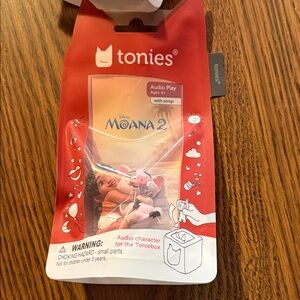 tonies®
Audio Play
Ages 4+
with songs
tonies®
Disney
MOANA 2
Audio character
for the Toniebox
WARNING:
CHOKING HAZARD - small parts.
Not for children under 3 years.